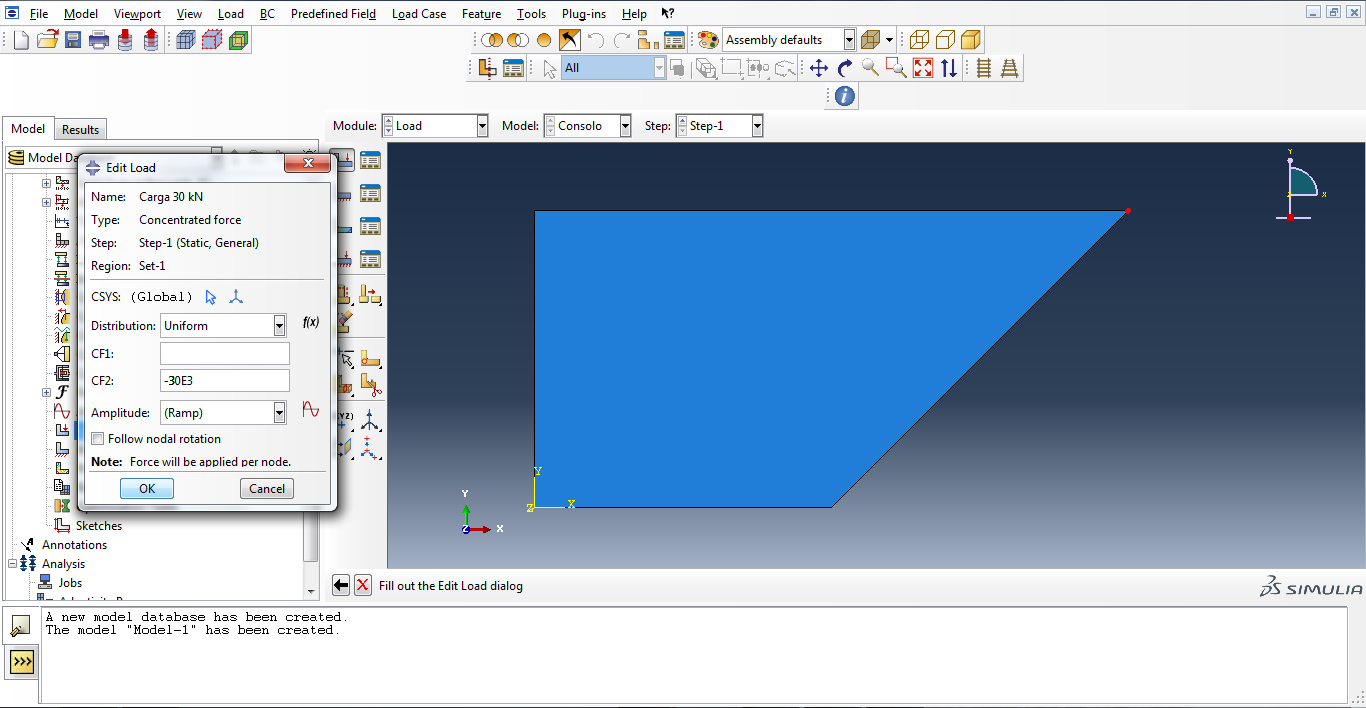 File Model Viewport View Load BC Predefined Field Load Case Feature Tools Plug-ins Help ?
Assembly defaults
All
i
Model Results
Module: Load Model: Consolo Step: Step-1
Model Da
Edit Load
Name: Carga 30 kN
Type: Concentrated force
Step: Step-1 (Static, General)
Region: Set-1
CSYS: (Global)
Distribution: Uniform f(x)
CF1:
CF2: -30E3
Amplitude: (Ramp)
Follow nodal rotation
Note: Force will be applied per node.
OK Cancel
Sketches
Annotations
Analysis
Jobs
Y
X
Y
X
Z
Y
X
Z
Fill out the Edit Load dialog
SIMULIA
A new model database has been created.
The model "Model-1" has been created.
>>>